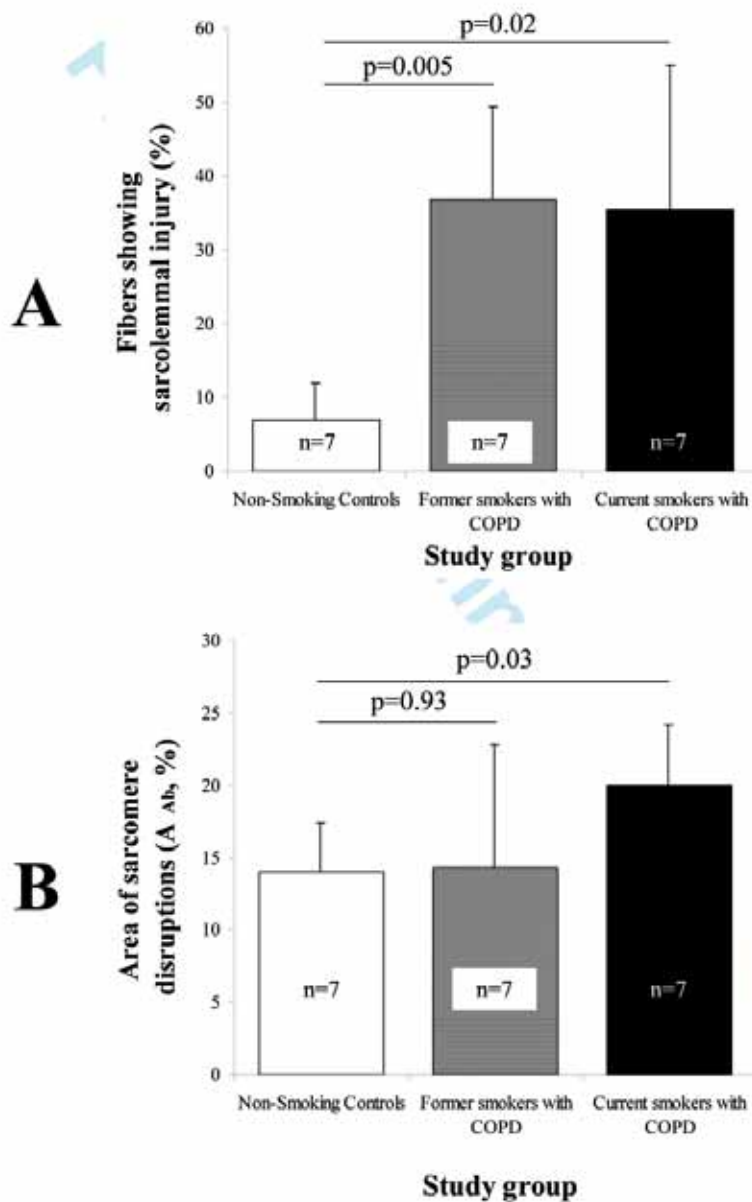 A
Fibers showing
sarcolemmal injury (%)
60
50
40
30
20
10
0
p=0.02
p=0.005
n=7
n=7
n=7
Non-Smoking Controls
Former smokers with
COPD
Current smokers with
COPD
Study group
B
Area of sarcomere
disruptions (A Ab, %)
30
25
20
15
10
5
0
p=0.03
p=0.93
n=7
n=7
n=7
Non-Smoking Controls
Former smokers with
COPD
Current smokers with
COPD
Study group